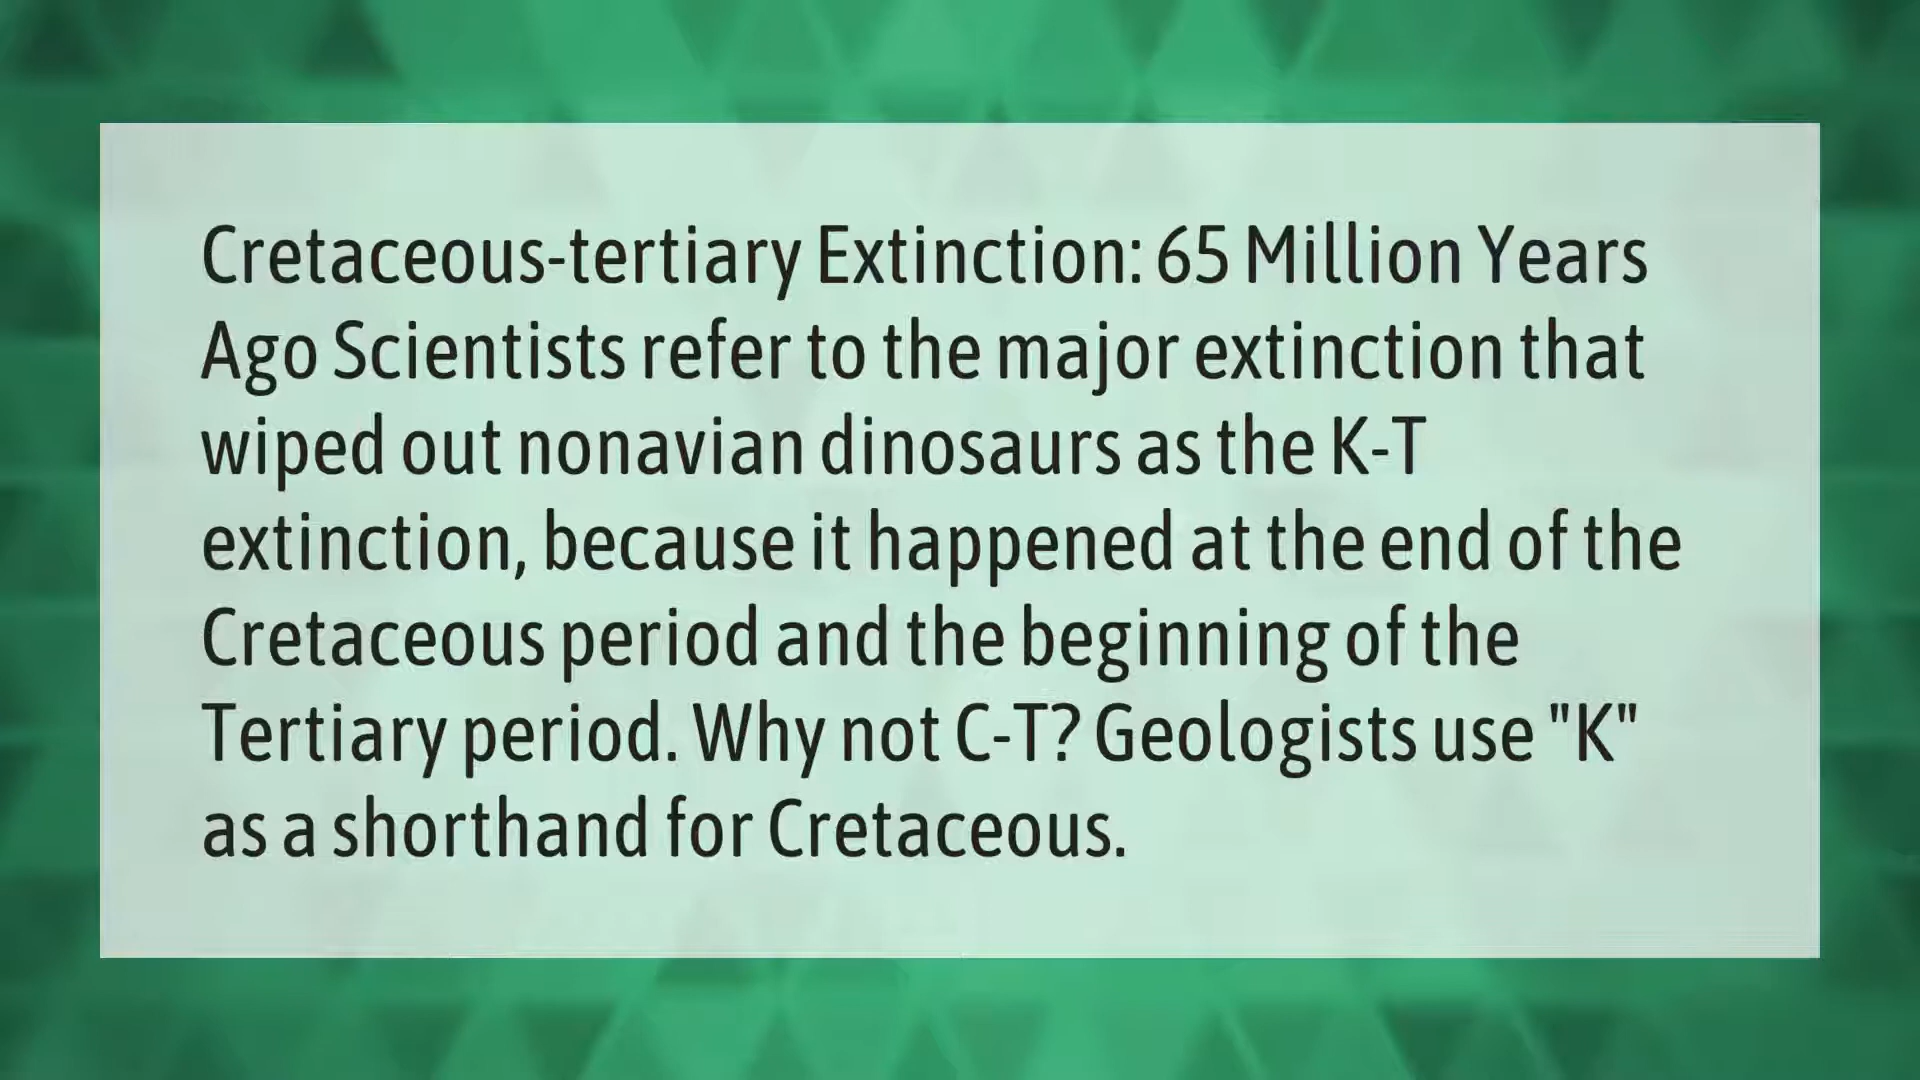 Cretaceous-tertiary Extinction: 65 Million Years
Ago Scientists refer to the major extinction that
wiped out nonavian dinosaurs as the K-T
extinction, because it happened at the end of the
Cretaceous period and the beginning of the
Tertiary period. Why not C-T? Geologists use "K"
as a shorthand for Cretaceous.